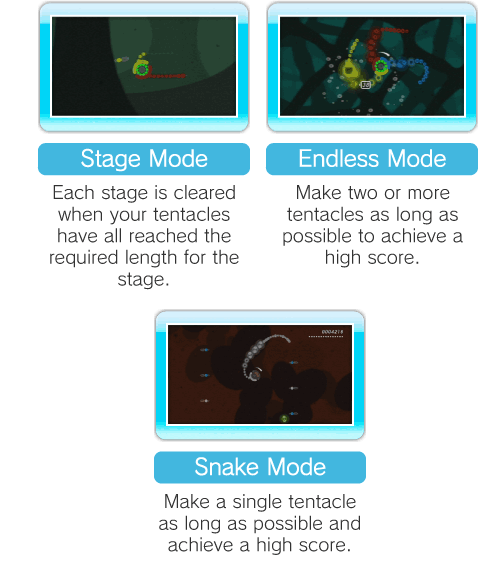 Stage Mode
Each stage is cleared
when your tentacles
have all reached the
required length for the
stage.
Endless Mode
Make two or more
tentacles as long as
possible to achieve a
high score.
0004216
Snake Mode
Make a single tentacle
as long as possible and
achieve a high score.